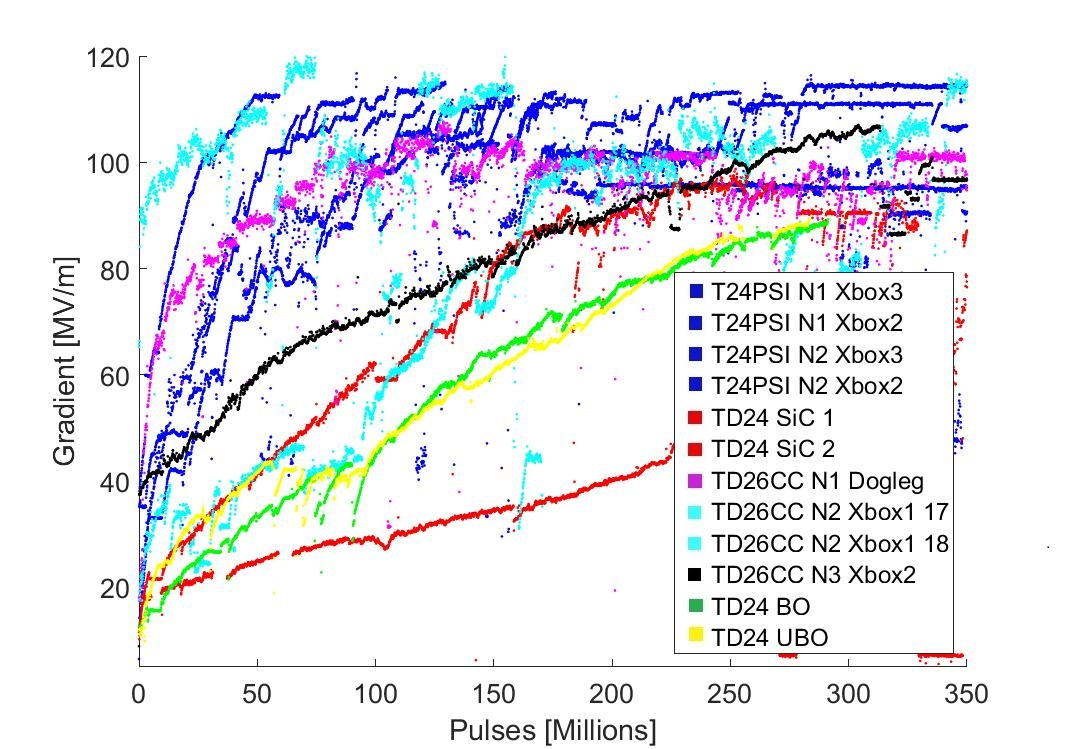 120
100
80
60
40
20
Gradient [MV/m]
T24PSI N1 Xbox3
T24PSI N1 Xbox2
T24PSI N2 Xbox3
T24PSI N2 Xbox2
TD24 SiC 1
TD24 SiC 2
TD26CC N1 Dogleg
TD26CC N2 Xbox1 17
TD26CC N2 Xbox1 18
TD26CC N3 Xbox2
TD24 BO
TD24 UBO
0 50 100 150 200 250 300 350
Pulses [Millions]